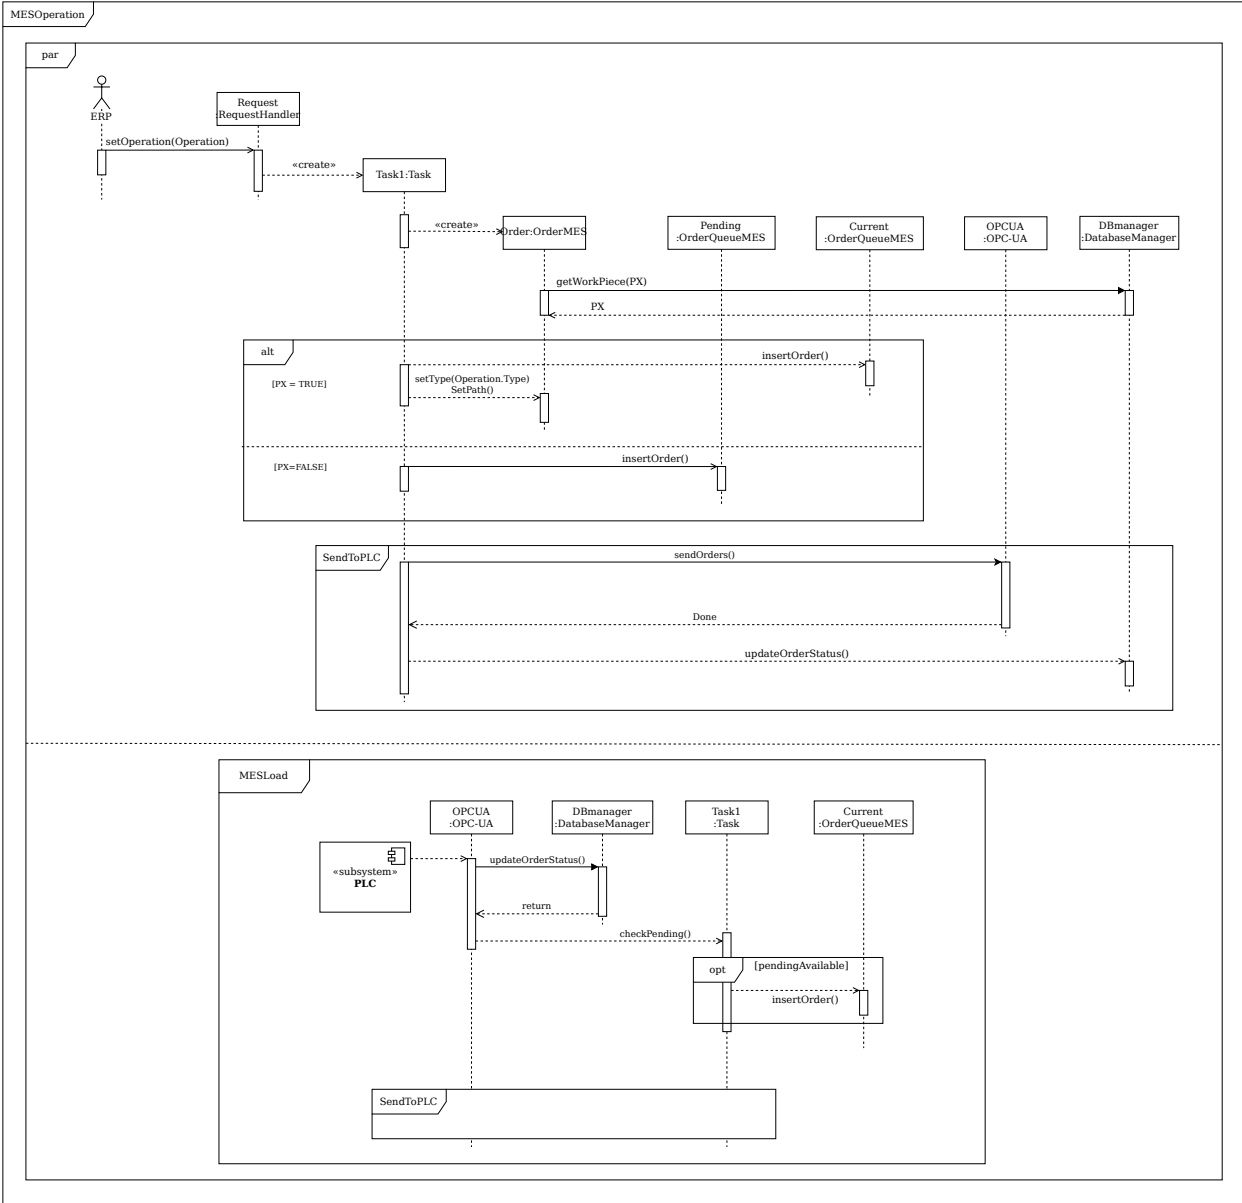 MESOperation
par
ERP
Request
:RequestHandler
setOperation(Operation)
«create»
Task1:Task
«create»
Order:OrderMES
Pending
:OrderQueueMES
Current
:OrderQueueMES
OPCUA
:OPC-UA
DBmanager
:DatabaseManager
getWorkPiece(PX)
PX
alt
[PX = TRUE]
insertOrder()
setType(Operation.Type)
SetPath()
[PX=FALSE]
insertOrder()
SendToPLC
sendOrders()
Done
updateOrderStatus()
MESLoad
OPCUA
:OPC-UA
DBmanager
:DatabaseManager
Task1
:Task
Current
:OrderQueueMES
«subsystem»
PLC
updateOrderStatus()
return
checkPending()
opt
[pendingAvailable]
insertOrder()
SendToPLC